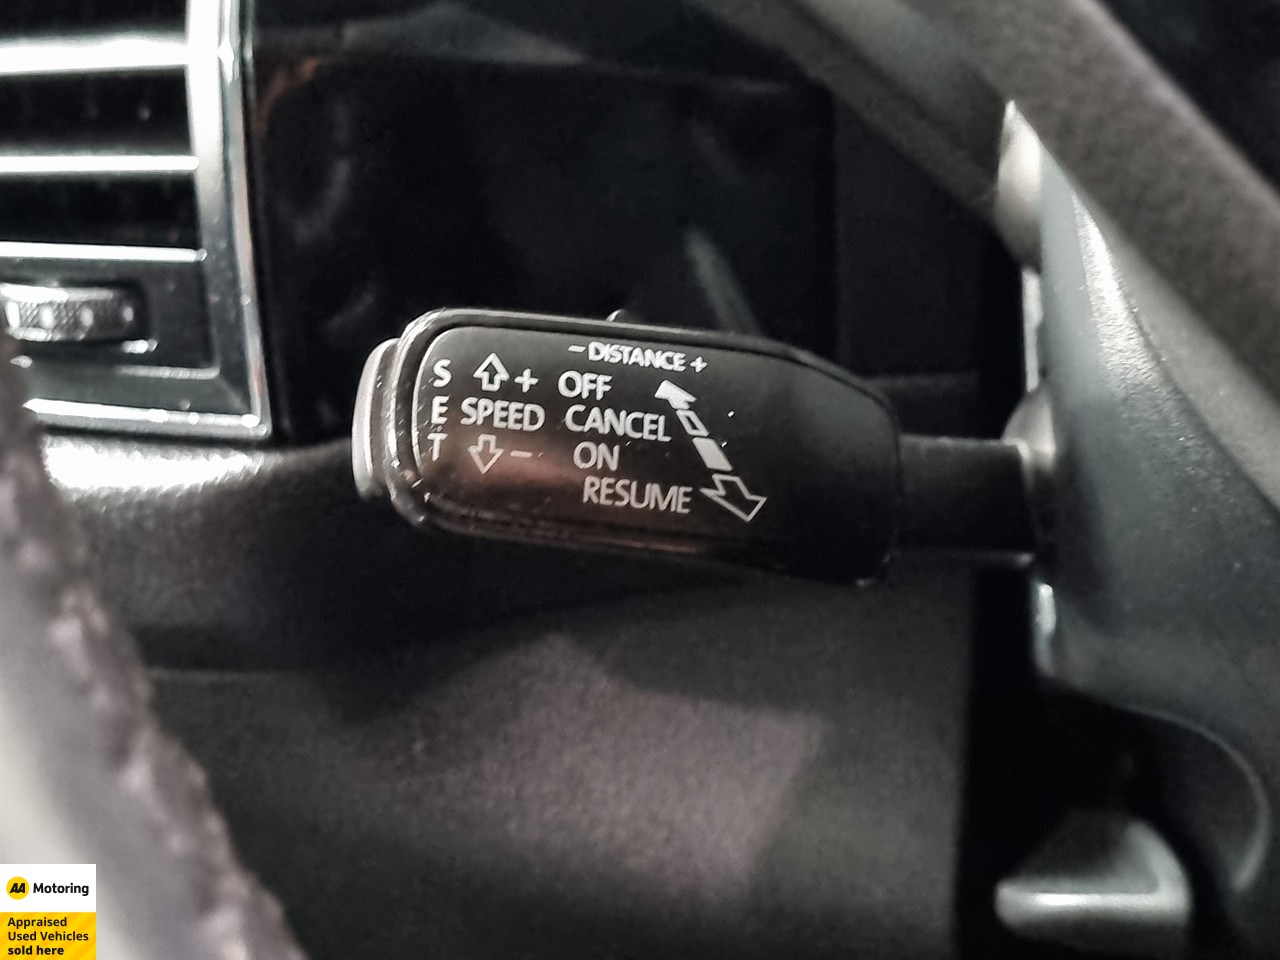 - DISTANCE +
S
E
T
+
SPEED
-
OFF
CANCEL
ON
RESUME
AA Motoring
Appraised
Used Vehicles
sold here